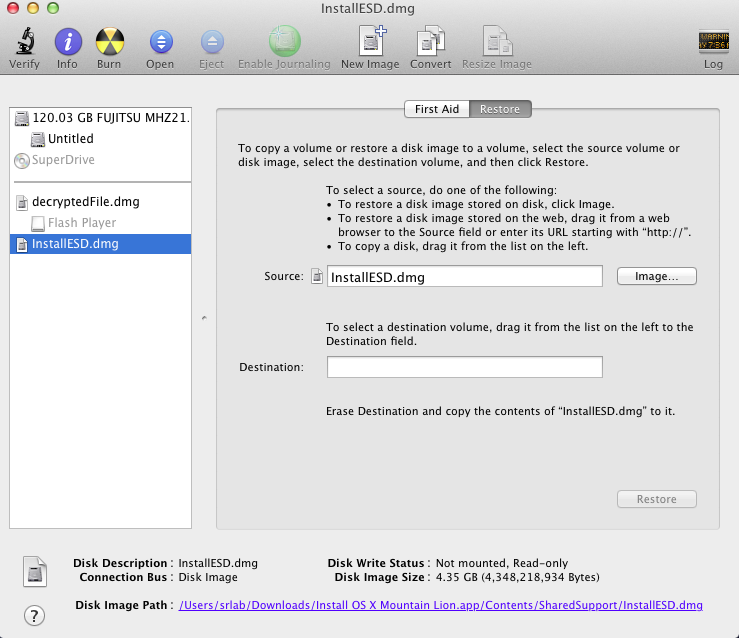 InstallESD.dmg
Verify Info Burn Open Eject Enable Journaling New Image Convert Resize Image Log
120.03 GB FUJITSU MHZ21.
Untitled
SuperDrive
decryptedFile.dmg
Flash Player
InstallESD.dmg
First Aid Restore
To copy a volume or restore a disk image to a volume, select the source volume or
disk image, select the destination volume, and then click Restore.
To select a source, do one of the following:
• To restore a disk image stored on disk, click Image.
• To restore a disk image stored on the web, drag it from a web
browser to the Source field or enter its URL starting with “http://”.
• To copy a disk, drag it from the list on the left.
Source: InstallESD.dmg Image...
To select a destination volume, drag it from the list on the left to the
Destination field.
Destination:
Erase Destination and copy the contents of “InstallESD.dmg” to it.
Restore
Disk Description : InstallESD.dmg
Connection Bus : Disk Image
Disk Write Status : Not mounted, Read-only
Disk Image Size : 4.35 GB (4,348,218,934 Bytes)
Disk Image Path : /Users/srlab/Downloads/Install OS X Mountain Lion.app/Contents/SharedSupport/InstallESD.dmg
?